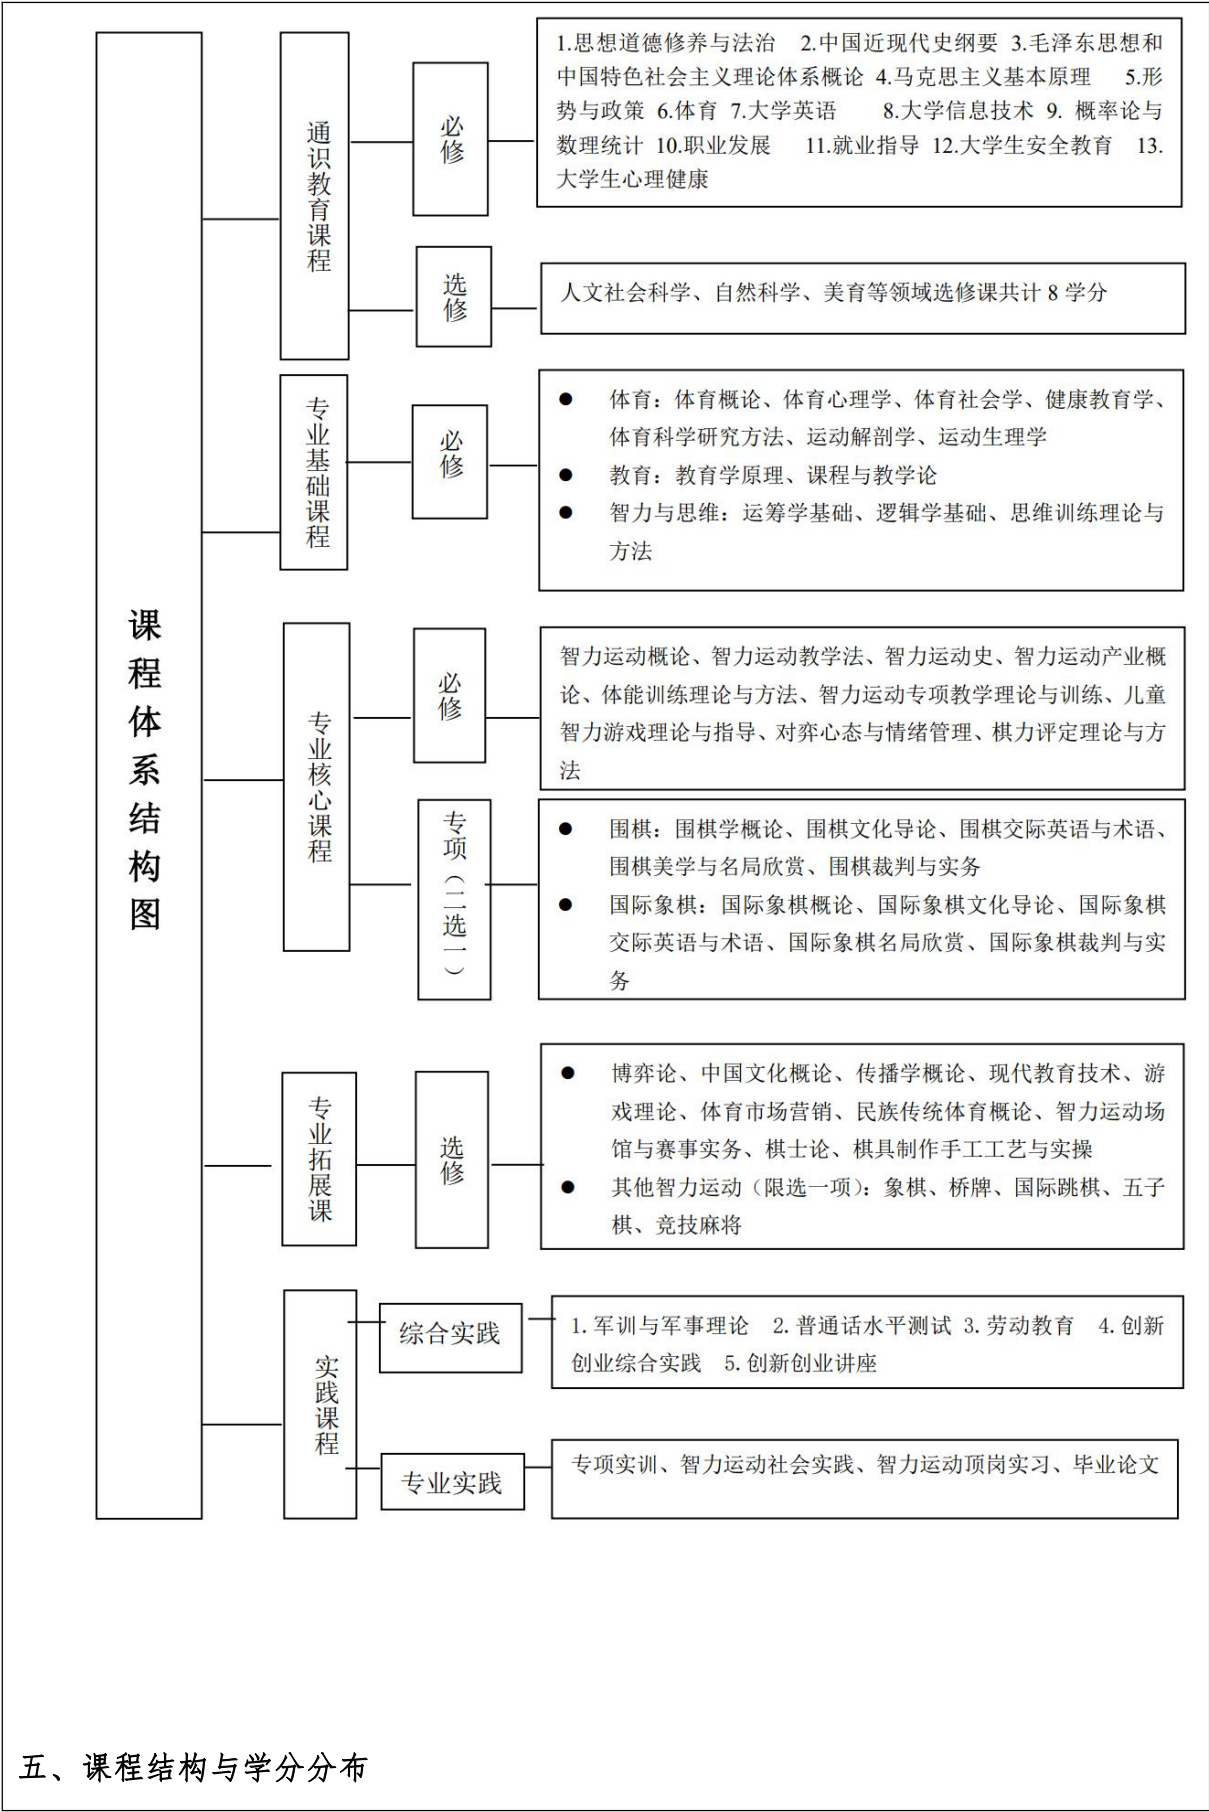 课程体系结构图
通识教育课程
必修
1.思想道德修养与法治 2.中国近现代史纲要 3.毛泽东思想和
中国特色社会主义理论体系概论 4.马克思主义基本原理 5.形
势与政策 6.体育 7.大学英语 8.大学信息技术 9. 概率论与
数理统计 10.职业发展 11.就业指导 12.大学生安全教育 13.
大学生心理健康
选修
人文社会科学、自然科学、美育等领域选修课共计 8 学分
专业基础课程
必修
● 体育：体育概论、体育心理学、体育社会学、健康教育学、
体育科学研究方法、运动解剖学、运动生理学
● 教育：教育学原理、课程与教学论
● 智力与思维：运筹学基础、逻辑学基础、思维训练理论与
方法
专业核心课程
必修
智力运动概论、智力运动教学法、智力运动史、智力运动产业概
论、体能训练理论与方法、智力运动专项教学理论与训练、儿童
智力游戏理论与指导、对弈心态与情绪管理、棋力评定理论与方
法
专项（二选一）
● 围棋：围棋学概论、围棋文化导论、围棋交际英语与术语、
围棋美学与名局欣赏、围棋裁判与实务
● 国际象棋：国际象棋概论、国际象棋文化导论、国际象棋
交际英语与术语、国际象棋名局欣赏、国际象棋裁判与实
务
专业拓展课
选修
● 博弈论、中国文化概论、传播学概论、现代教育技术、游
戏理论、体育市场营销、民族传统体育概论、智力运动场
馆与赛事实务、棋士论、棋具制作手工工艺与实操
● 其他智力运动（限选一项）：象棋、桥牌、国际跳棋、五子
棋、竞技麻将
实践课程
综合实践
1. 军训与军事理论 2. 普通话水平测试 3. 劳动教育 4. 创新
创业综合实践 5. 创新创业讲座
专业实践
专项实训、智力运动社会实践、智力运动顶岗实习、毕业论文
五、课程结构与学分分布